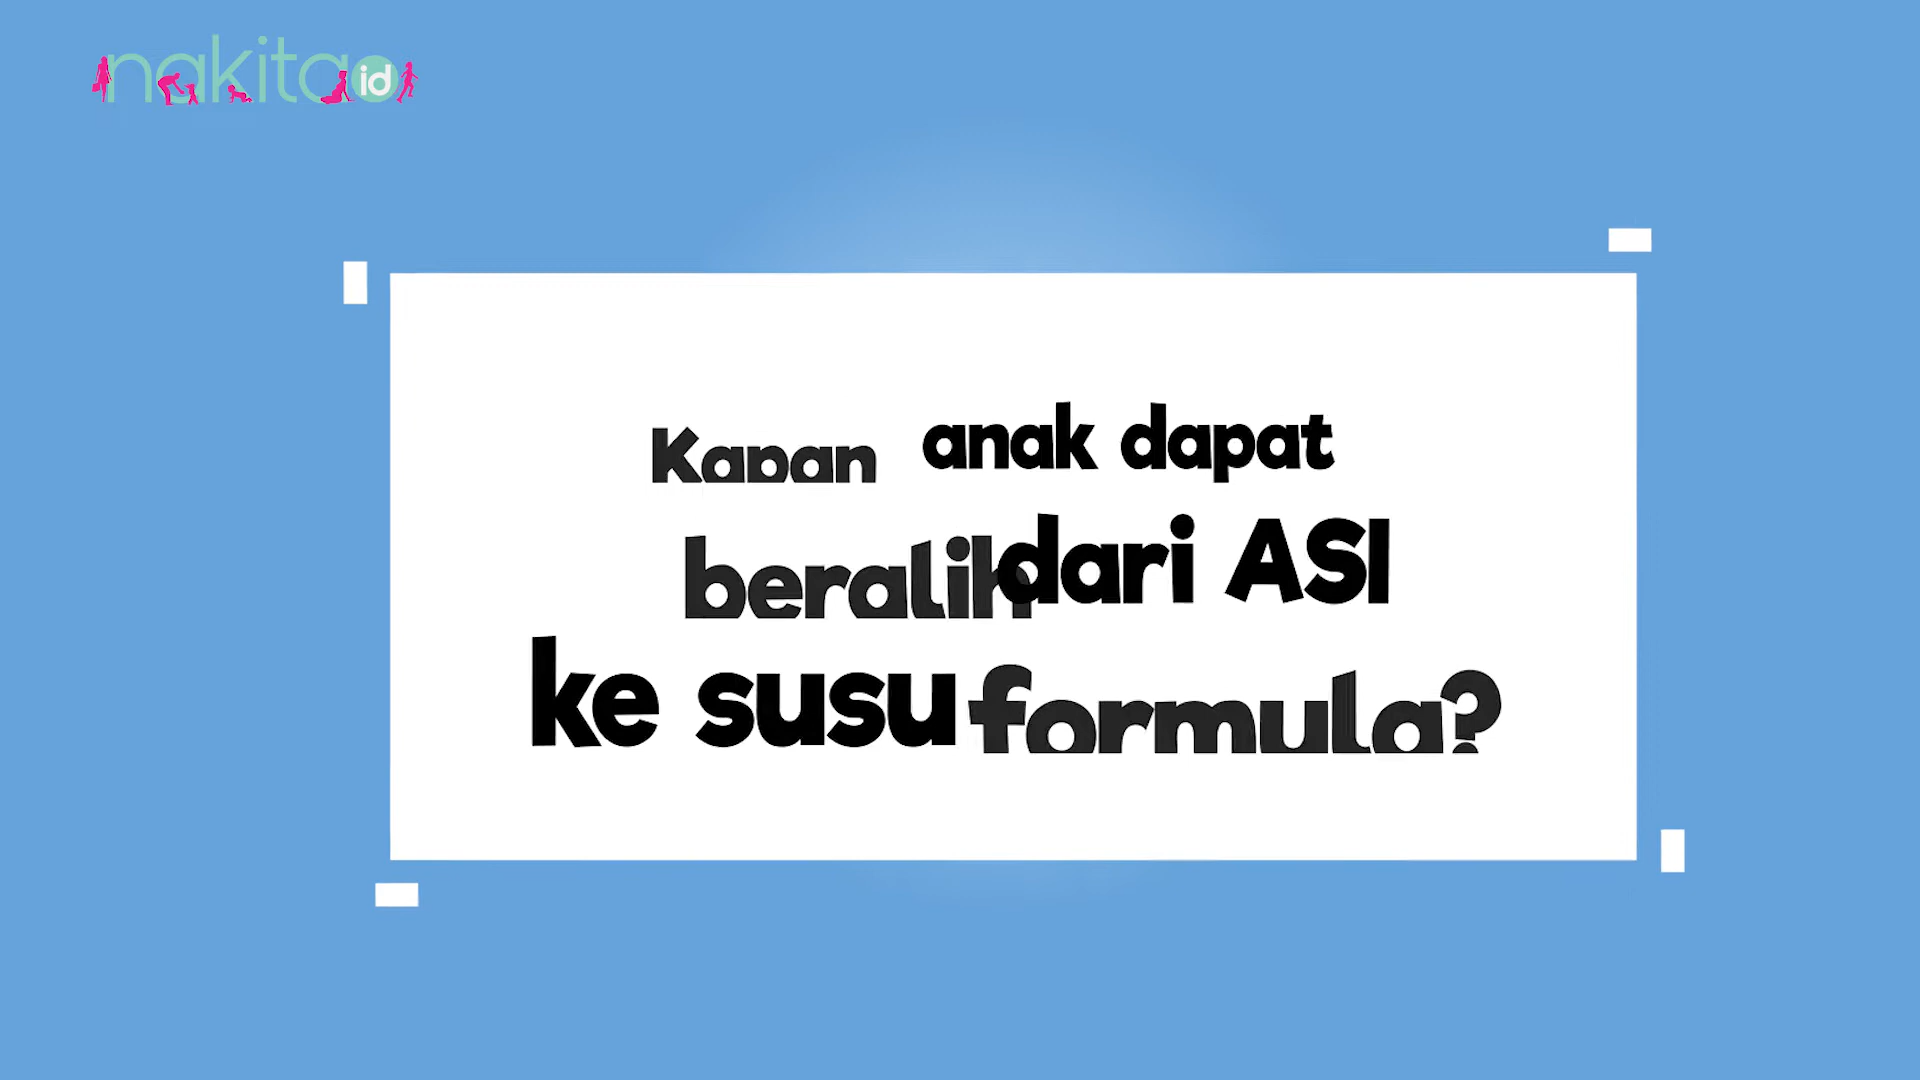 nakita id
Kapan anak dapat
beralih dari ASI
ke susu formula?